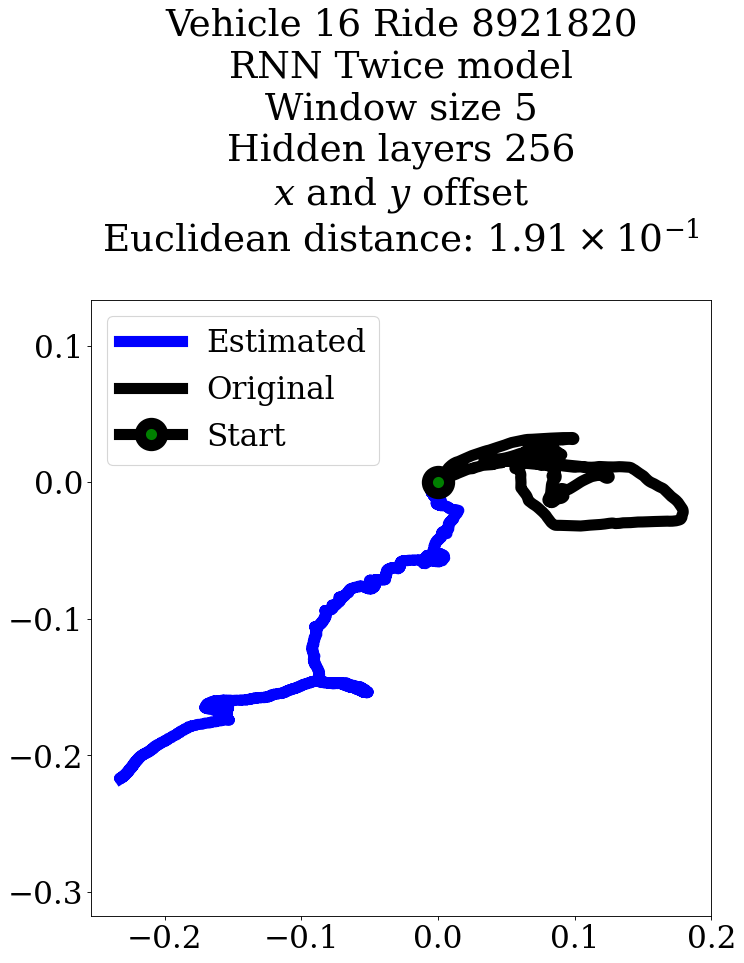 Vehicle 16 Ride 8921820
RNN Twice model
Window size 5
Hidden layers 256
x and y offset
Euclidean distance: 1.91 × 10⁻¹
Estimated
Original
Start
0.1
0.0
−0.1
−0.2
−0.3
−0.2 −0.1 0.0 0.1 0.2